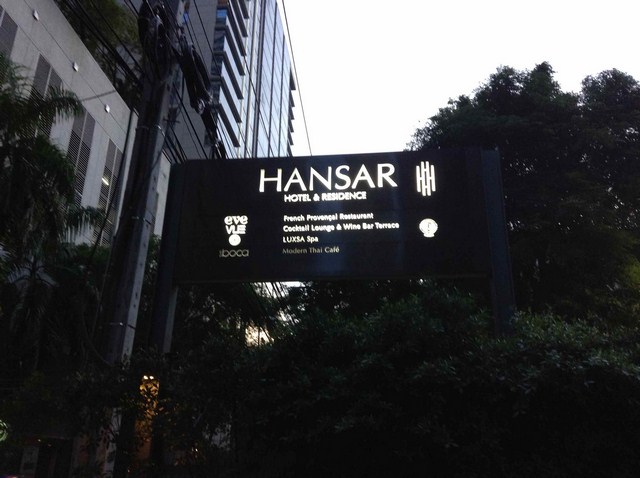 HANSAR
HOTEL & RESIDENCE
eve French Provençal Restaurant
VUE Cocktail Lounge & Wine Bar Terrace
LUXSA Spa
boca Modern Thai Café